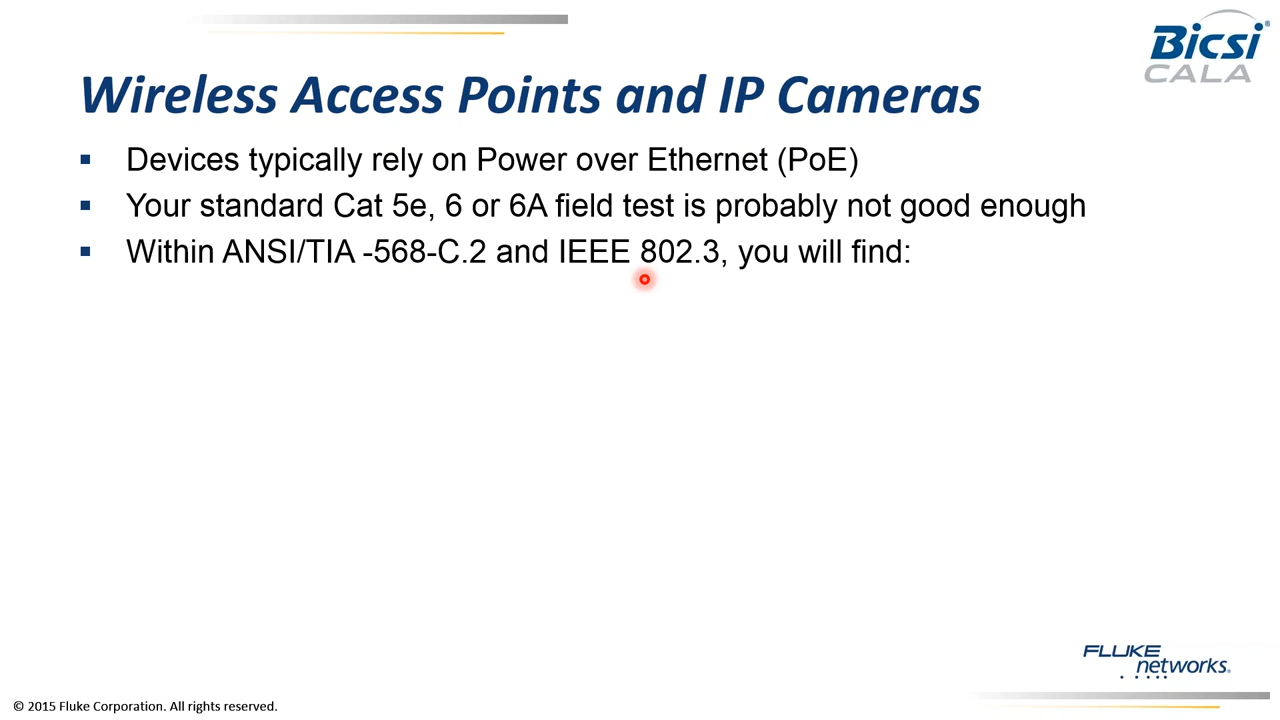 Bicsi®
CALA
Wireless Access Points and IP Cameras
▪ Devices typically rely on Power over Ethernet (PoE)
▪ Your standard Cat 5e, 6 or 6A field test is probably not good enough
▪ Within ANSI/TIA -568-C.2 and IEEE 802.3, you will find:
FLUKE
networks.
© 2015 Fluke Corporation. All rights reserved.